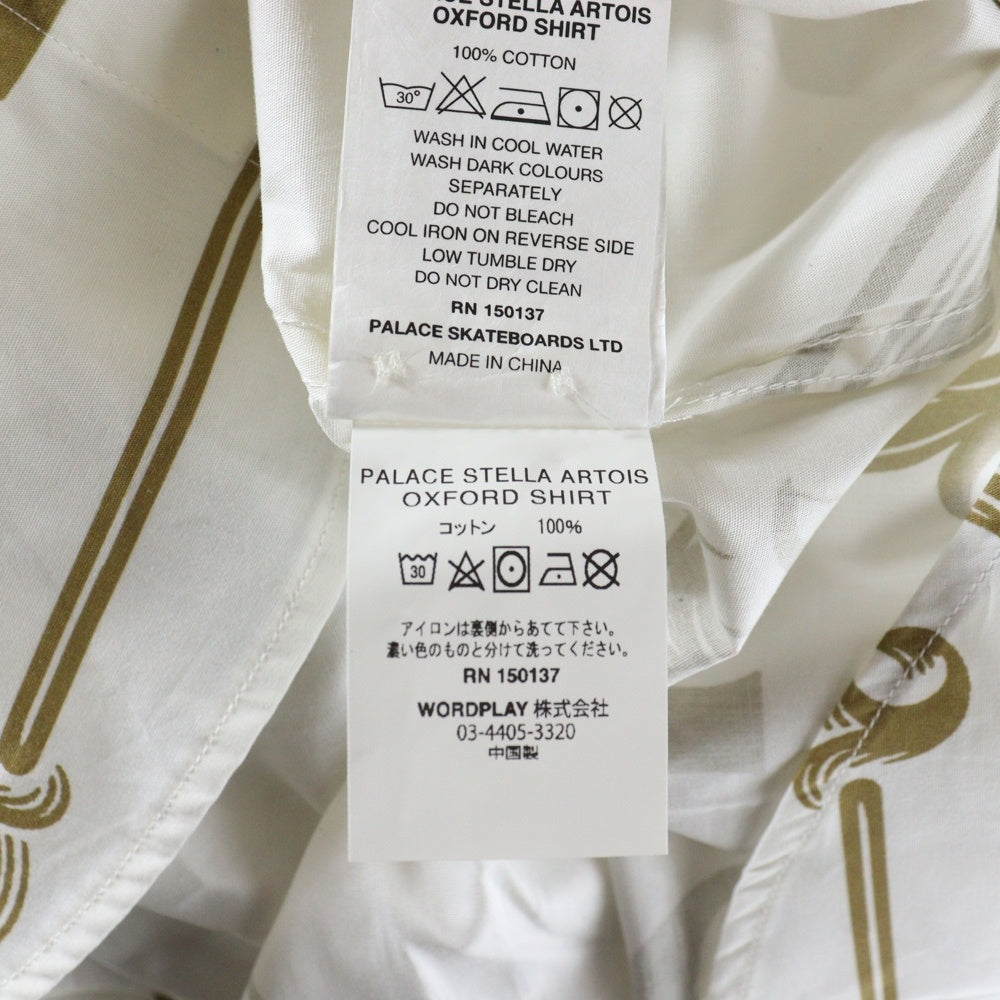 STELLA ARTOIS
OXFORD SHIRT
100% COTTON
30°
WASH IN COOL WATER
WASH DARK COLOURS
SEPARATELY
DO NOT BLEACH
COOL IRON ON REVERSE SIDE
LOW TUMBLE DRY
DO NOT DRY CLEAN
RN 150137
PALACE SKATEBOARDS LTD
MADE IN CHINA
PALACE STELLA ARTOIS
OXFORD SHIRT
コットン 100%
30
アイロンは裏側からあてて下さい。
濃い色のものと分けて洗ってください。
RN 150137
WORDPLAY 株式会社
03-4405-3320
中国製